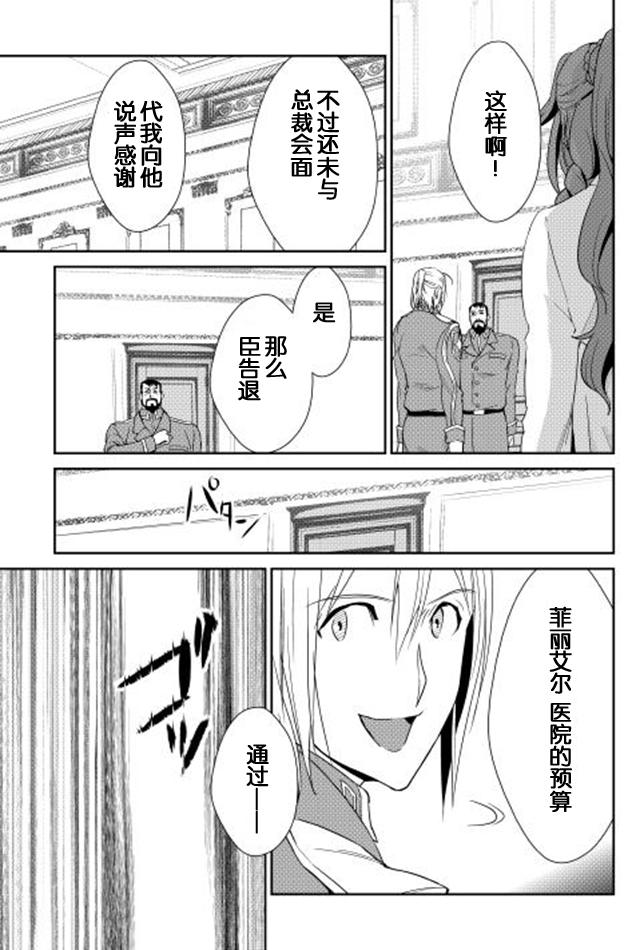 这样啊！
不过还未与
总裁会面
代我向他
说声感谢
是
那么
臣告退
パタン
菲丽艾尔 医院的预算
通过——
ゴッ